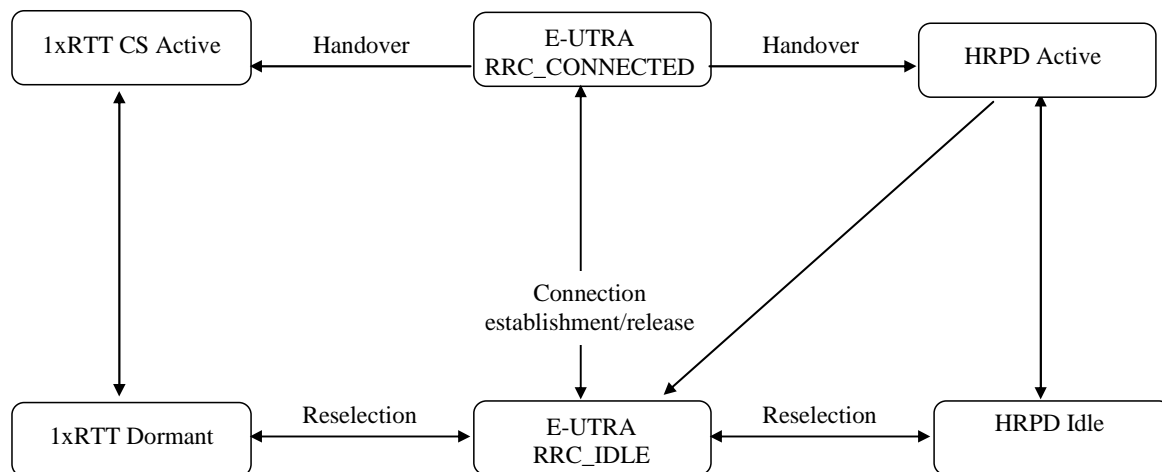 1xRTT CS Active
Handover
E-UTRA
RRC_CONNECTED
Handover
HRPD Active
Connection
establishment/release
1xRTT Dormant
Reselection
E-UTRA
RRC_IDLE
Reselection
HRPD Idle